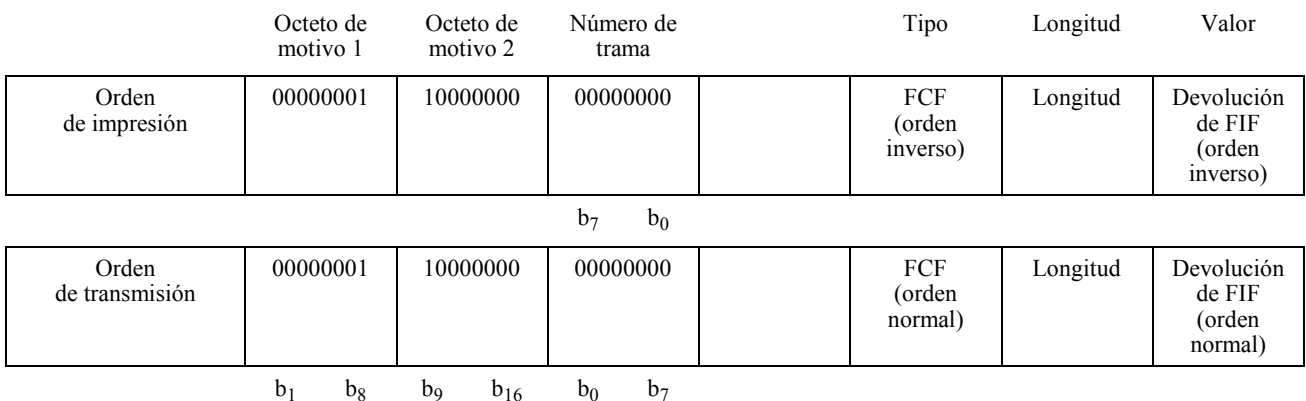 Octeto de motivo 1 Octeto de motivo 2 Número de trama Tipo Longitud Valor
Orden de impresión 00000001 10000000 00000000 FCF (orden inverso) Longitud Devolución de FIF (orden inverso)
b7 b0
Orden de transmisión 00000001 10000000 00000000 FCF (orden normal) Longitud Devolución de FIF (orden normal)
b1 b8 b9 b16 b0 b7